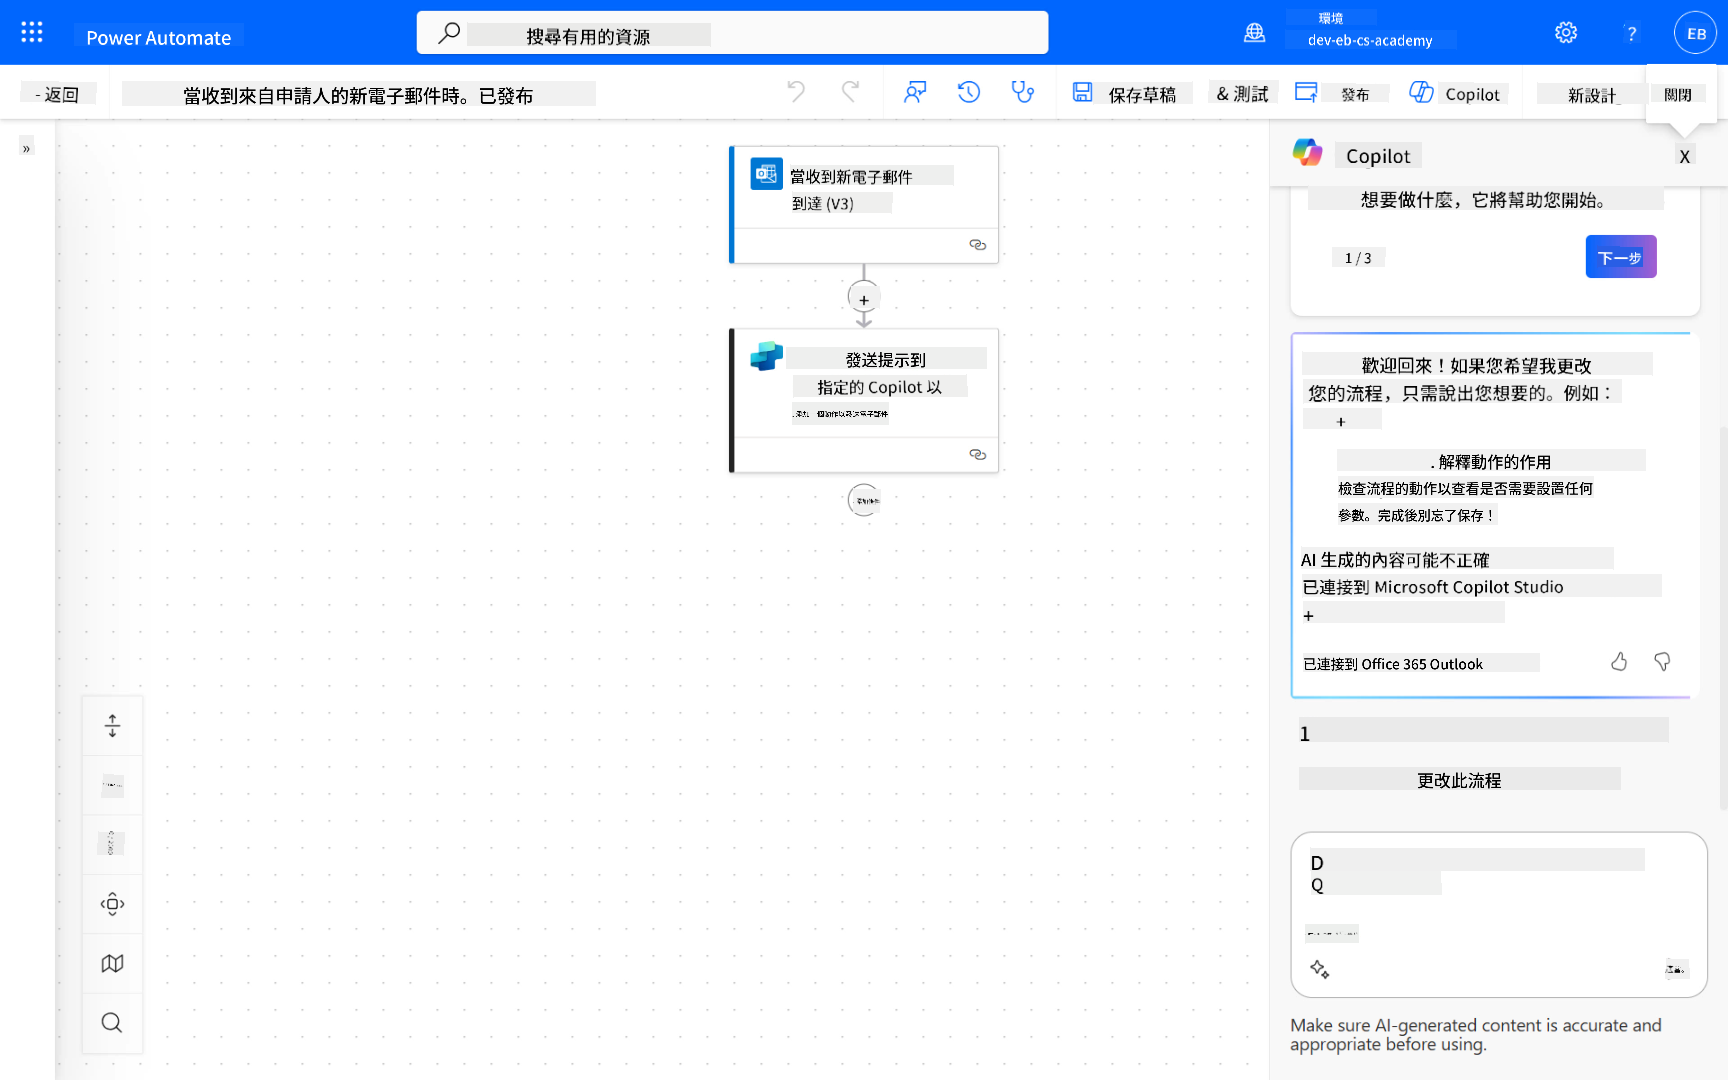 Power Automate
搜尋有用的資源
環境
dev-eb-cs-academy
?
EB
- 返回
當收到來自申請人的新電子郵件時。已發布
保存草稿
& 測試
發布
Copilot
新設計
關閉
»
Copilot
X
當收到新電子郵件
到達 (V3)
+
發送提示到
指定的 Copilot 以
想要做什麼，它將幫助您開始。
1 / 3
下一步
歡迎回來！如果您希望我更改
您的流程，只需說出您想要的。例如：
+
. 解釋動作的作用
檢查流程的動作以查看是否需要設置任何
參數。完成後別忘了保存！
AI 生成的內容可能不正確
已連接到 Microsoft Copilot Studio
+
已連接到 Office 365 Outlook
1
更改此流程
D
Q
Make sure AI-generated content is accurate and
appropriate before using.